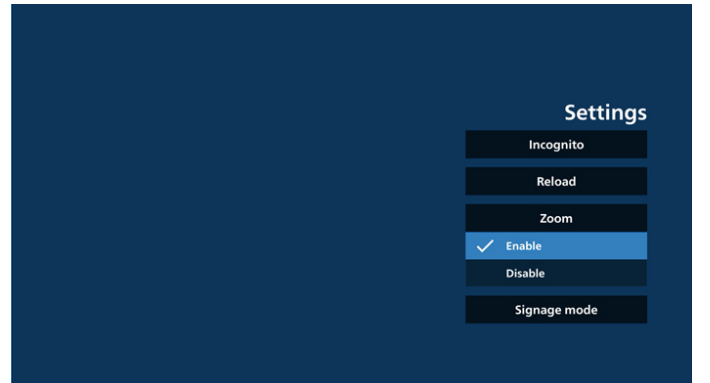 Settings
Incognito
Reload
Zoom
Enable
Disable
Signage mode